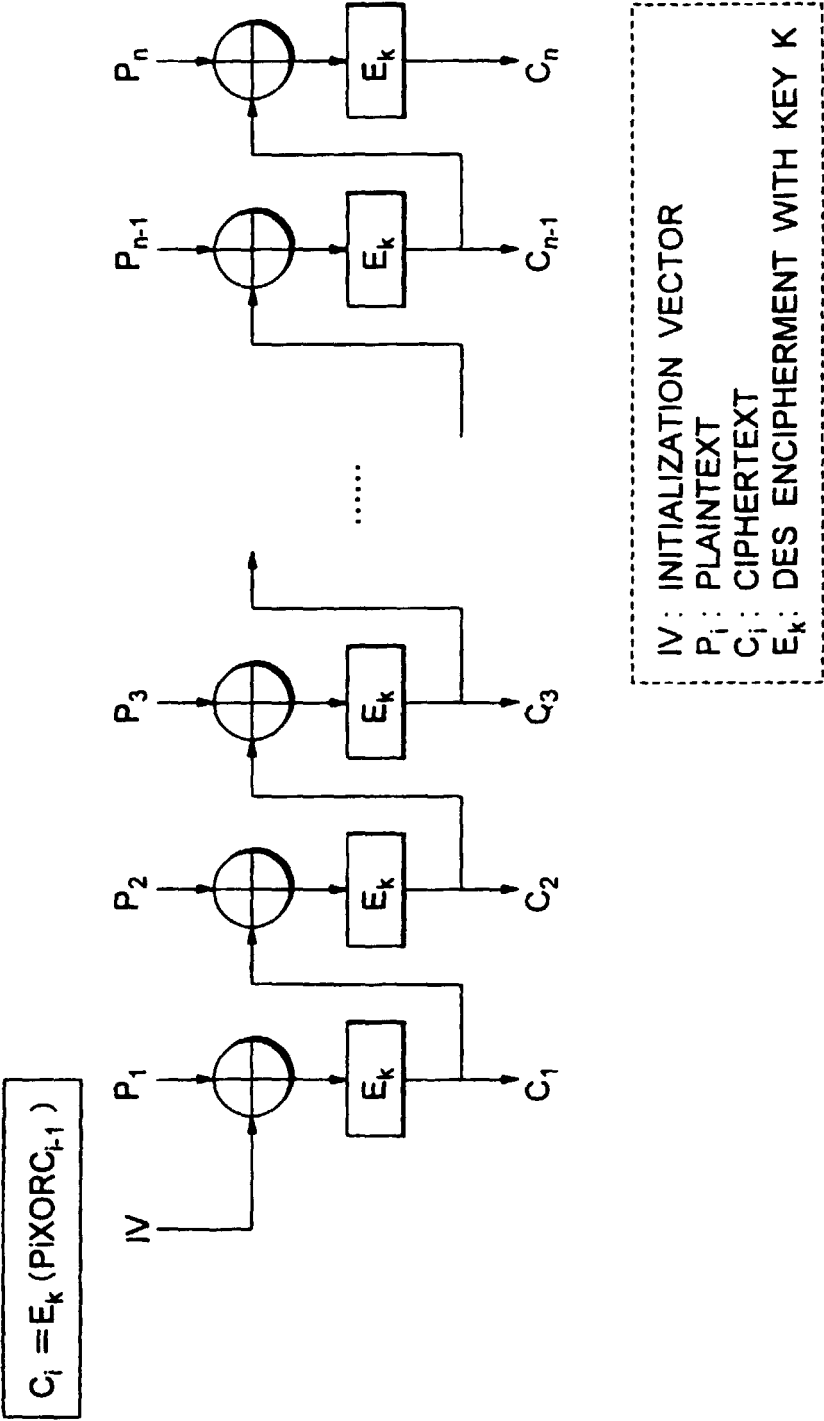 Cᵢ = Eₖ (PiXORCᵢ₋₁)
IV P₁ P₂ P₃ Pₙ₋₁ Pₙ
Eₖ Eₖ Eₖ ...... Eₖ Eₖ
C₁ C₂ C₃ Cₙ₋₁ Cₙ
IV : INITIALIZATION VECTOR
Pᵢ : PLAINTEXT
Cᵢ : CIPHERTEXT
Eₖ : DES ENCIPHERMENT WITH KEY K